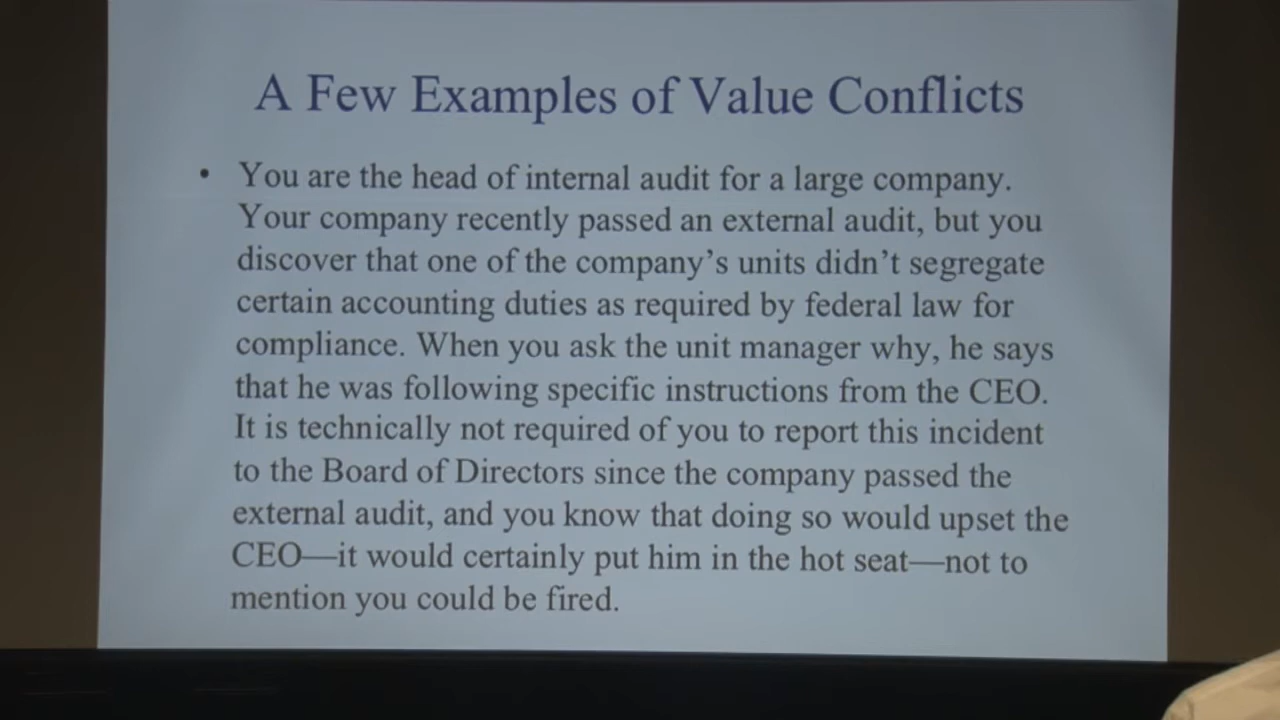 A Few Examples of Value Conflicts
• You are the head of internal audit for a large company.
Your company recently passed an external audit, but you
discover that one of the company’s units didn’t segregate
certain accounting duties as required by federal law for
compliance. When you ask the unit manager why, he says
that he was following specific instructions from the CEO.
It is technically not required of you to report this incident
to the Board of Directors since the company passed the
external audit, and you know that doing so would upset the
CEO—it would certainly put him in the hot seat—not to
mention you could be fired.